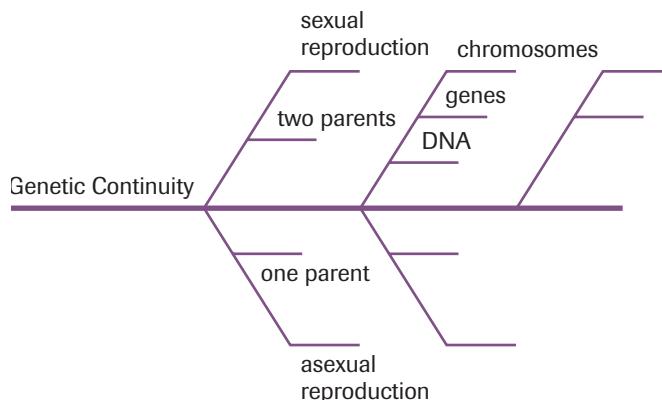 sexual
reproduction
chromosomes
genes
two parents
DNA
Genetic Continuity
one parent
asexual
reproduction